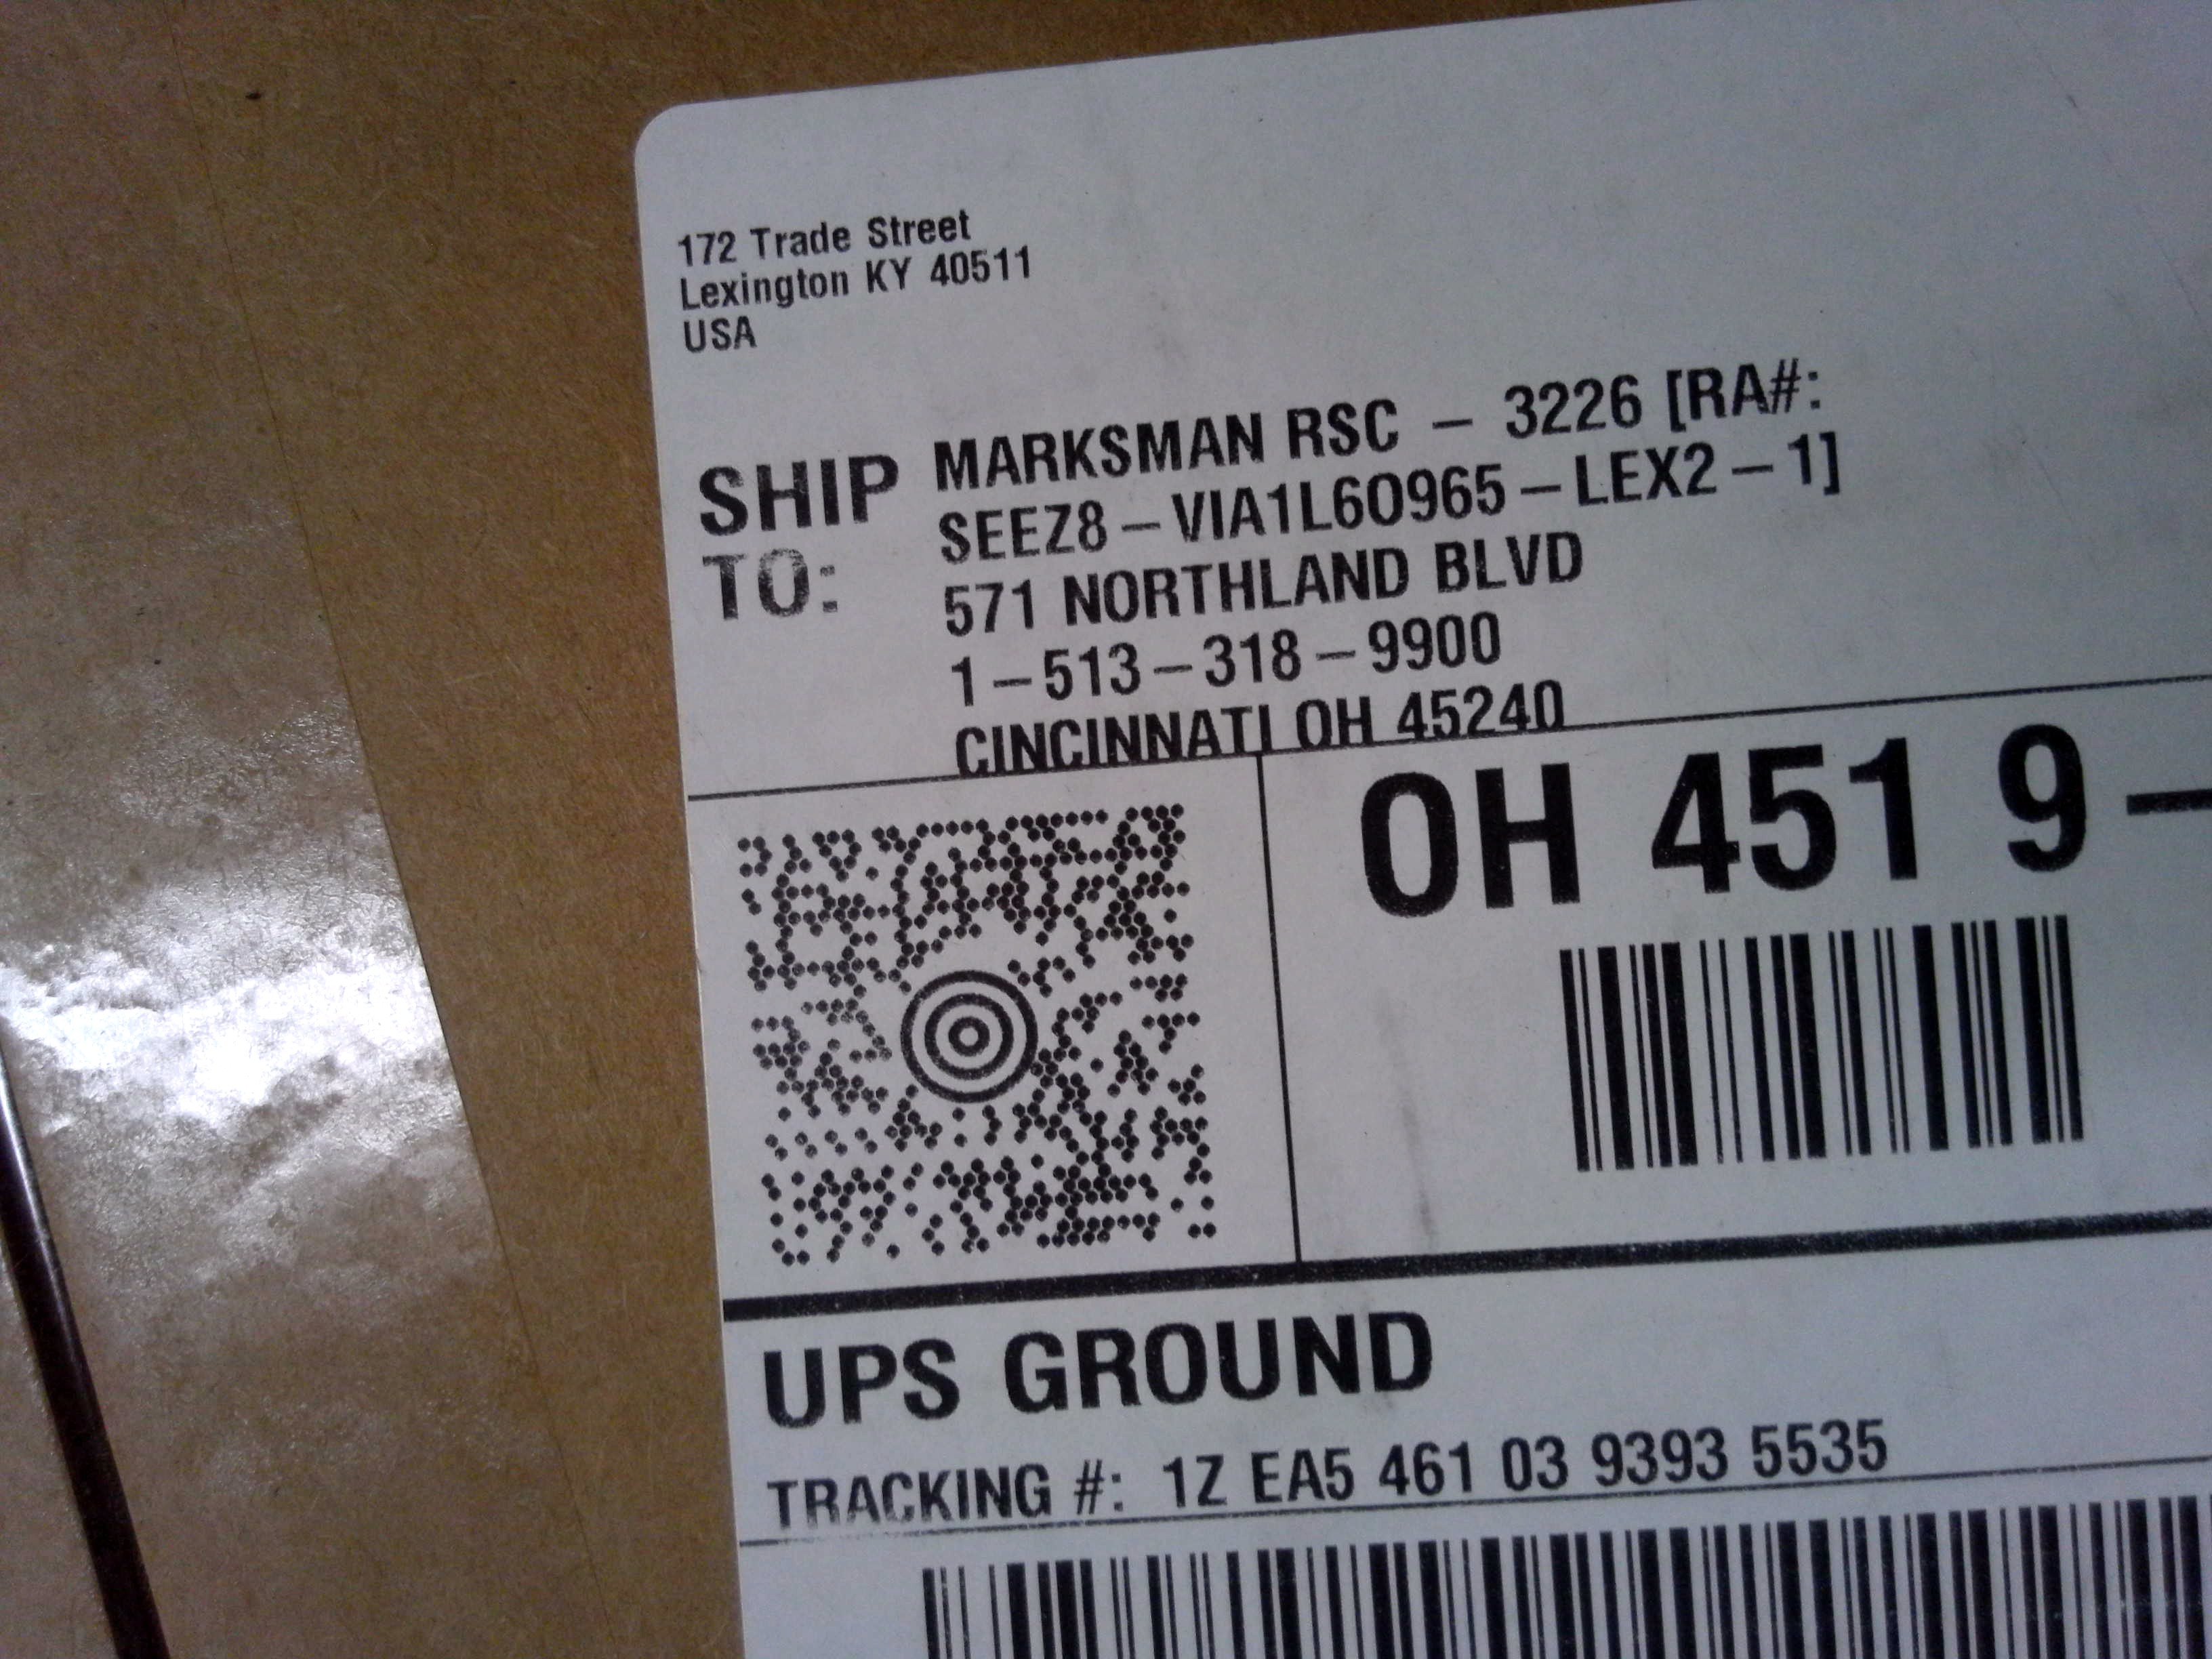 172 Trade Street
Lexington KY 40511
USA
SHIP TO:
MARKSMAN RSC – 3226 [RA#:
SEEZ8 – VIA1L6O965 – LEX2 – 1]
571 NORTHLAND BLVD
1 – 513 – 318 – 9900
CINCINNATI OH 45240
OH 451 9 –
UPS GROUND
TRACKING #: 1Z EA5 461 03 9393 5535